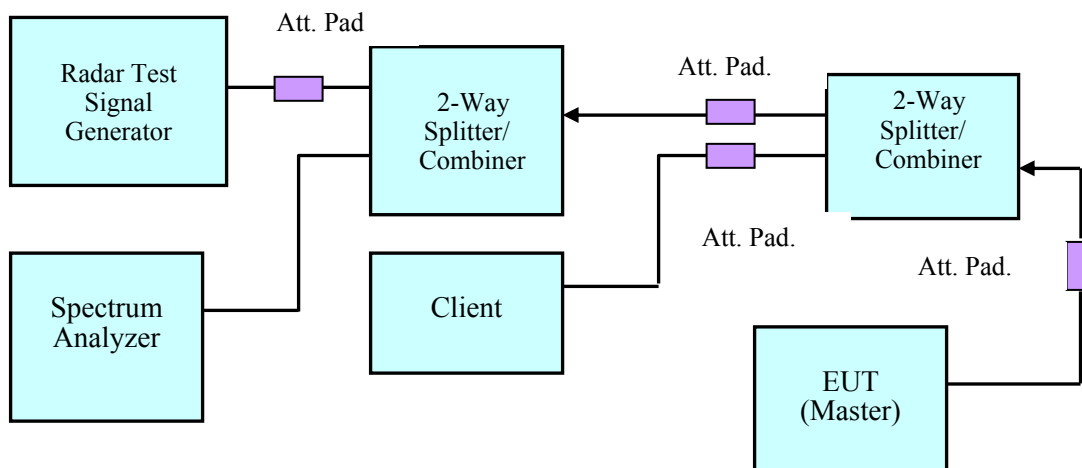 Att. Pad
Radar Test
Signal
Generator
2-Way
Splitter/
Combiner
Att. Pad.
2-Way
Splitter/
Combiner
Att. Pad.
Att. Pad.
Spectrum
Analyzer
Client
EUT
(Master)